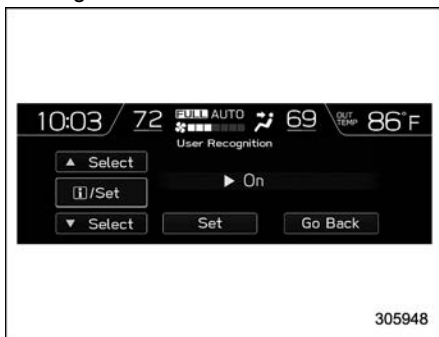 10:03 72 FULL AUTO 69 OUT TEMP 86°F
User Recognition
▲ Select
i/Set
▶ On
▼ Select Set Go Back
305948